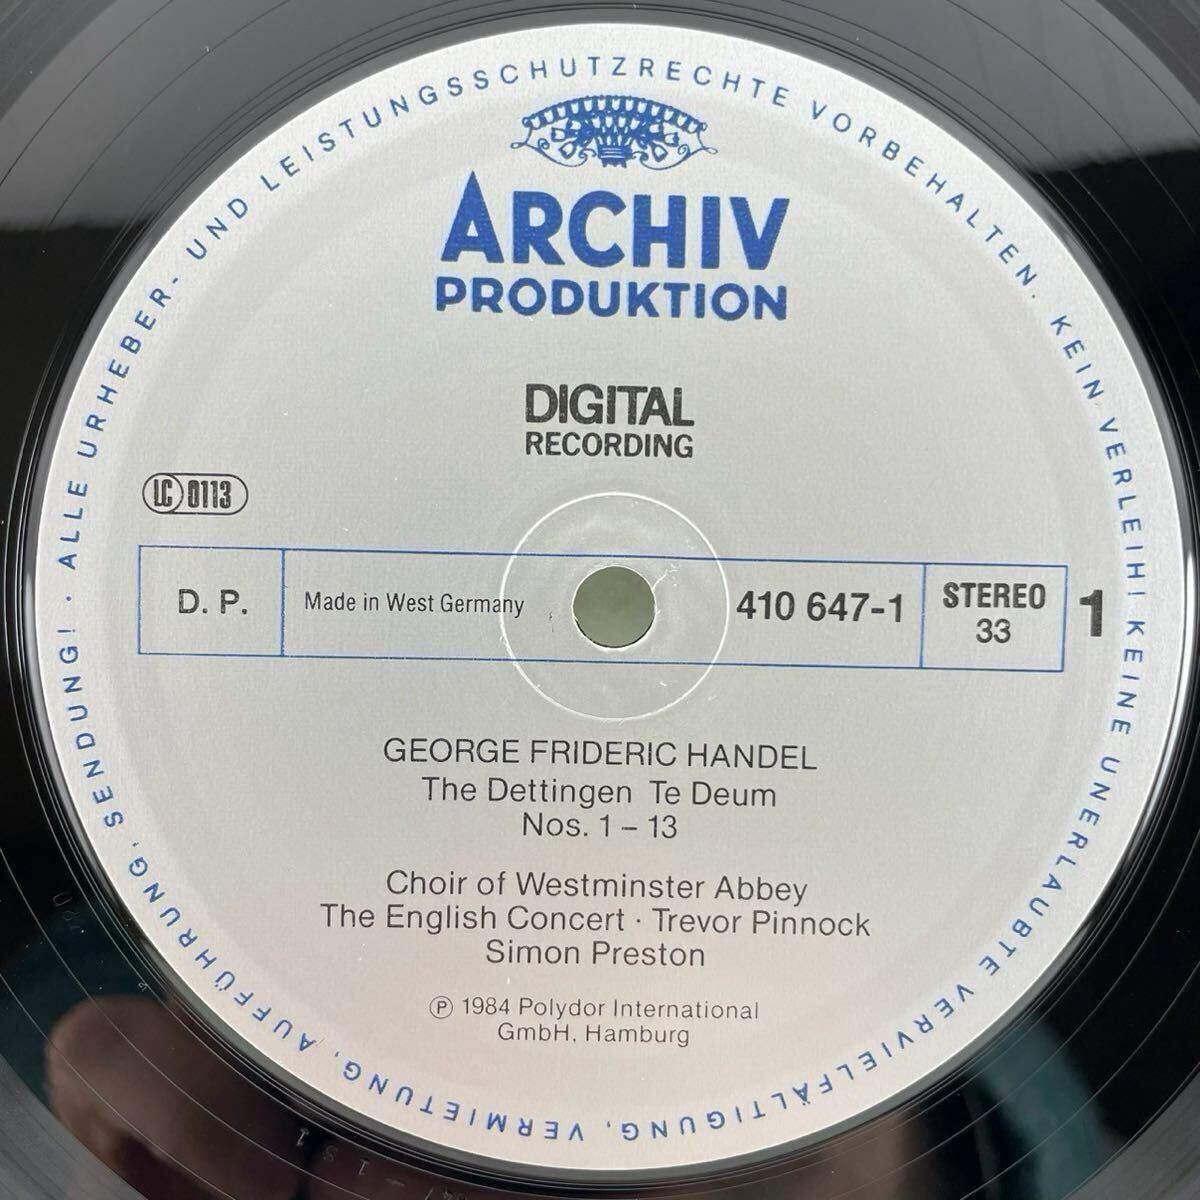 ALLE URHEBER- UND LEISTUNGSSCHUTZRECHTE VORBEHALTEN. KEIN VERLEIH! KEINE UNERLAUBTE VERVIELFÄLTIGUNG, VERMIETUNG, AUFFÜHRUNG, SENDUNG! ·
ARCHIV
PRODUKTION
DIGITAL
RECORDING
LC 0113
D. P.
Made in West Germany
410 647-1
STEREO
33
1
GEORGE FRIDERIC HANDEL
The Dettingen Te Deum
Nos. 1 – 13
Choir of Westminster Abbey
The English Concert · Trevor Pinnock
Simon Preston
℗ 1984 Polydor International
GmbH, Hamburg